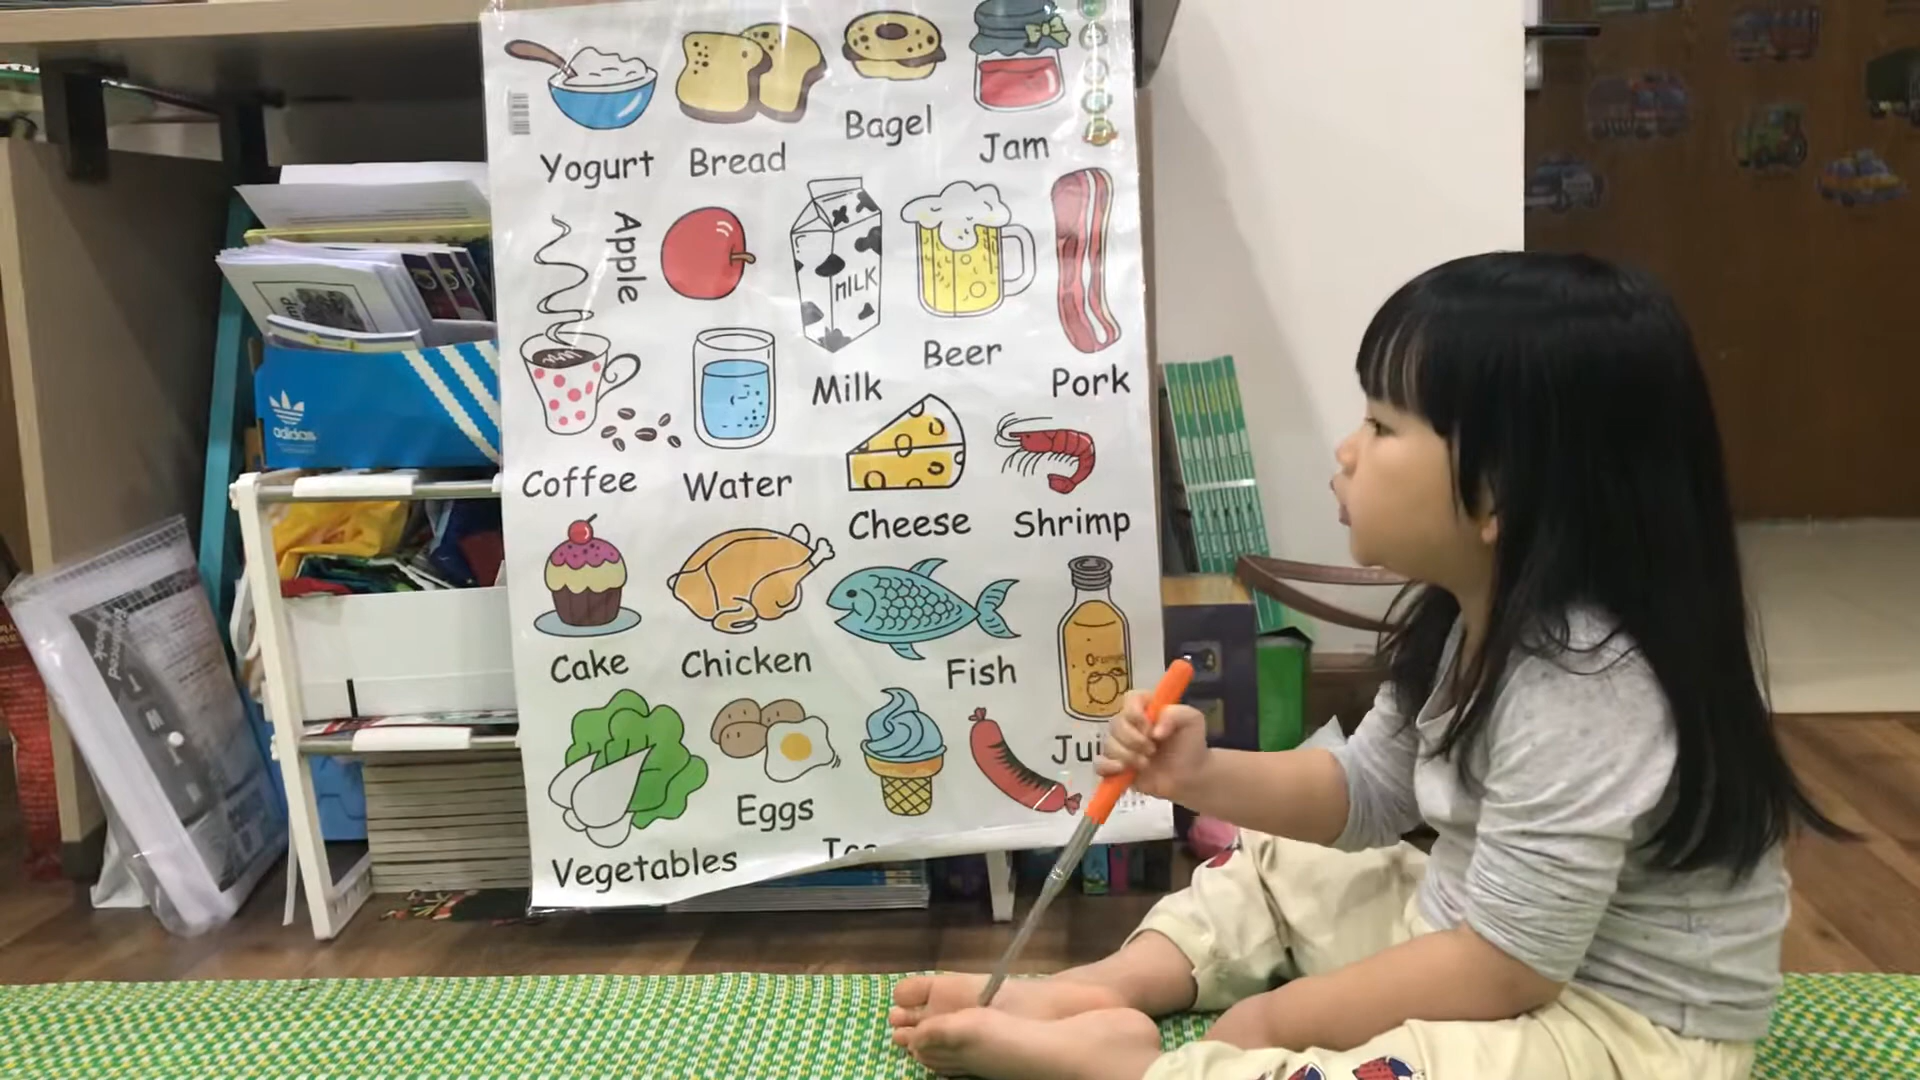 Yogurt
Bread
Bagel
Jam
Apple
MILK
Milk
Beer
Pork
Coffee
Water
Cheese
Shrimp
Cake
Chicken
Fish
Orange
Vegetables
Eggs
adidas